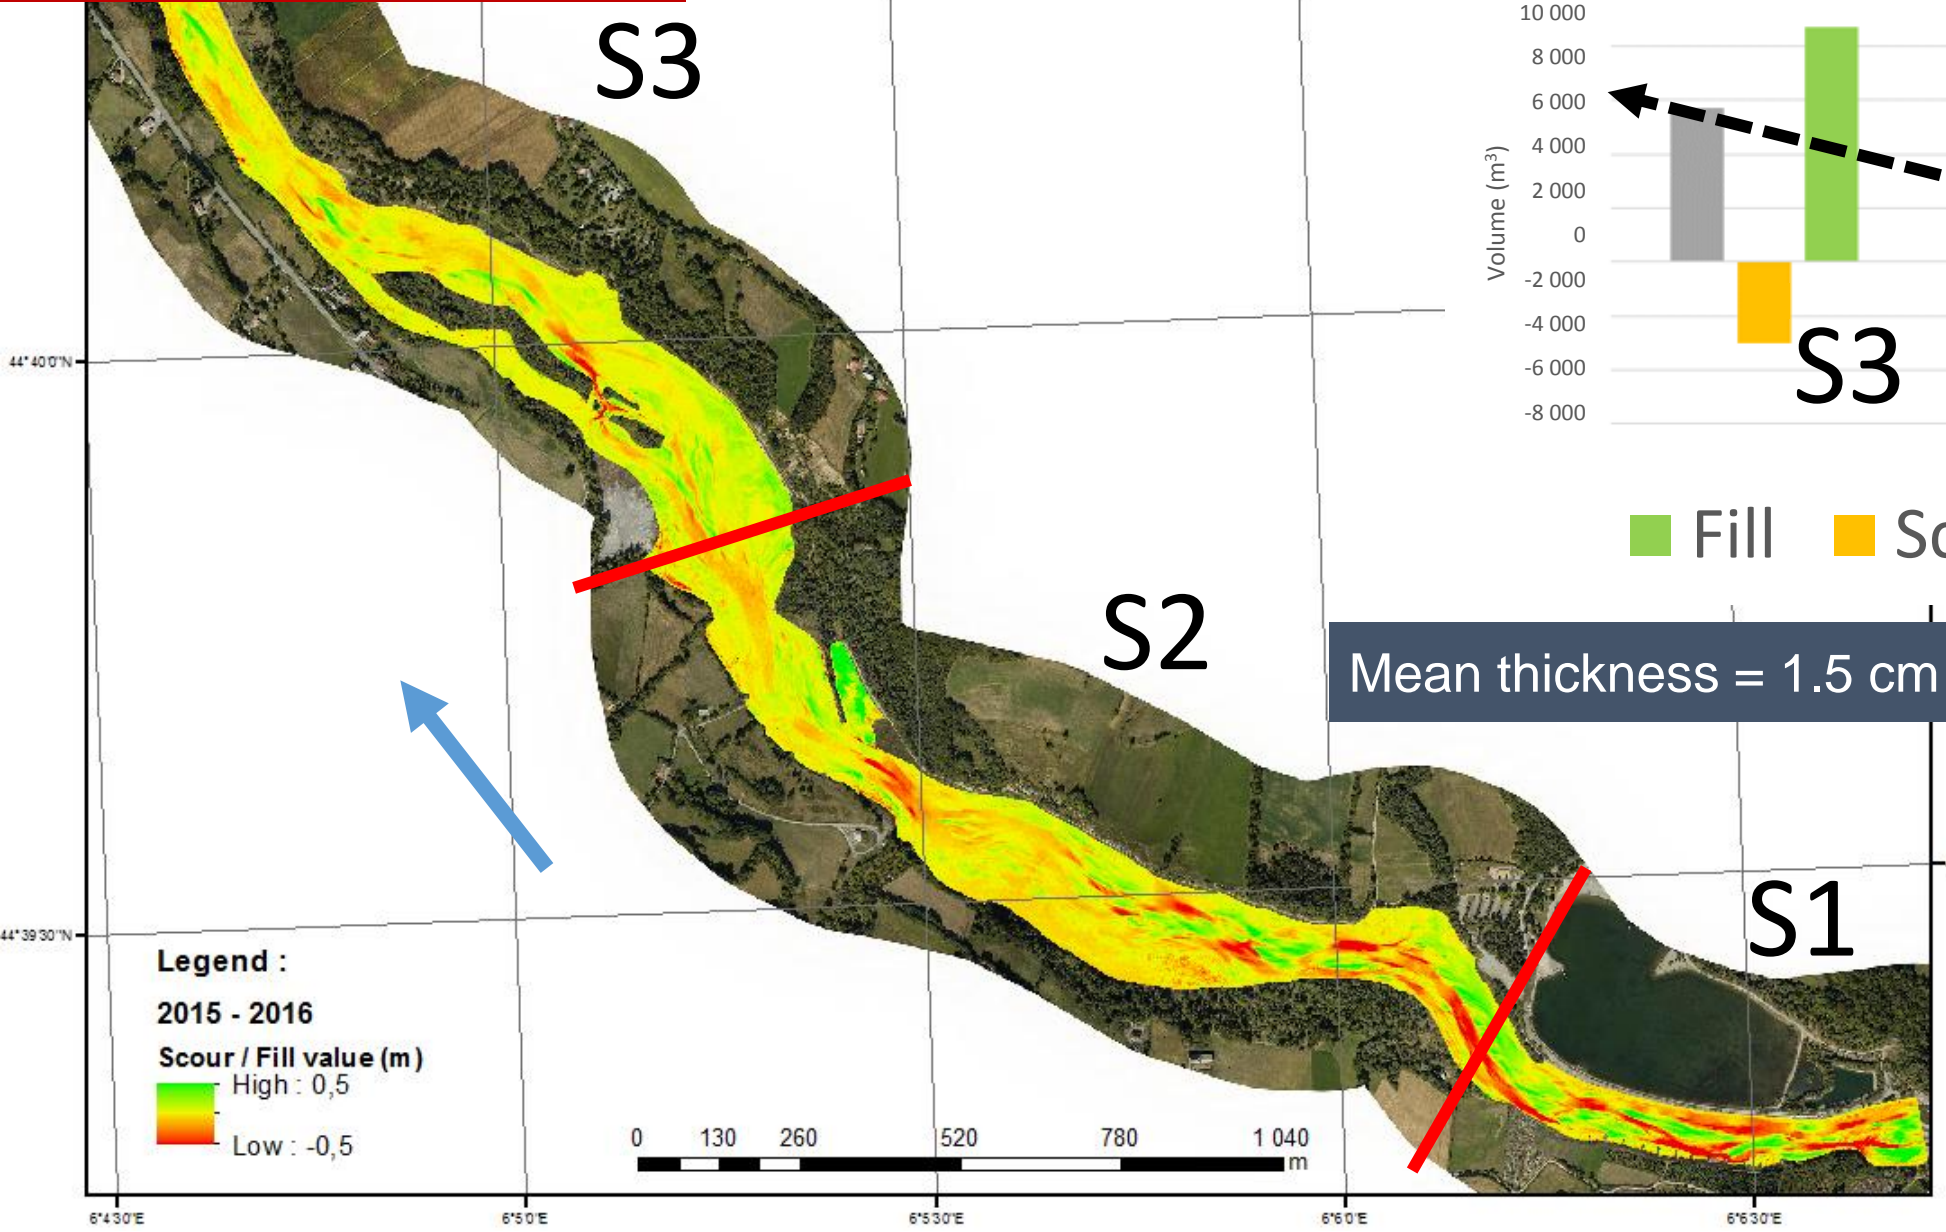 S3
10 000
8 000
6 000
4 000
2 000
0
-2 000
-4 000
-6 000
-8 000
Volume (m³)
S3
Fill
S2
Mean thickness = 1.5 cm
S1
44°40'0"N
44°39'30"N
Legend :
2015 - 2016
Scour / Fill value (m)
High : 0,5
Low : -0,5
0 130 260 520 780 1 040
m
6°4'30"E 6°5'0"E 6°5'30"E 6°6'0"E 6°6'30"E